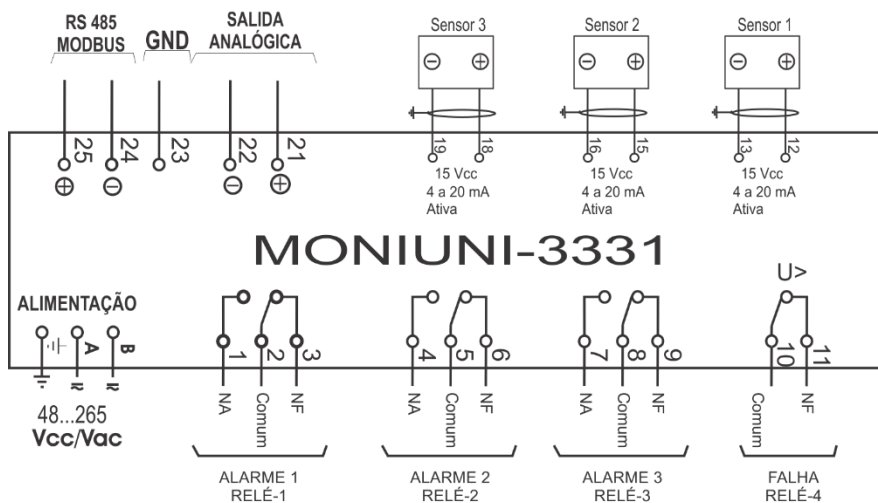 RS 485
MODBUS
GND
SALIDA
ANALÓGICA
Sensor 3
Sensor 2
Sensor 1
25
24
23
22
21
19
18
16
15
13
12
15 Vcc
4 a 20 mA
Ativa
15 Vcc
4 a 20 mA
Ativa
15 Vcc
4 a 20 mA
Ativa
MONIUNI-3331
U>
ALIMENTAÇÃO
A
B
1
2
3
4
5
6
7
8
9
10
11
48...265
Vcc/Vac
NA
Comum
NF
NA
Comum
NF
NA
Comum
NF
Comum
NF
ALARME 1
RELÉ-1
ALARME 2
RELÉ-2
ALARME 3
RELÉ-3
FALHA
RELÉ-4